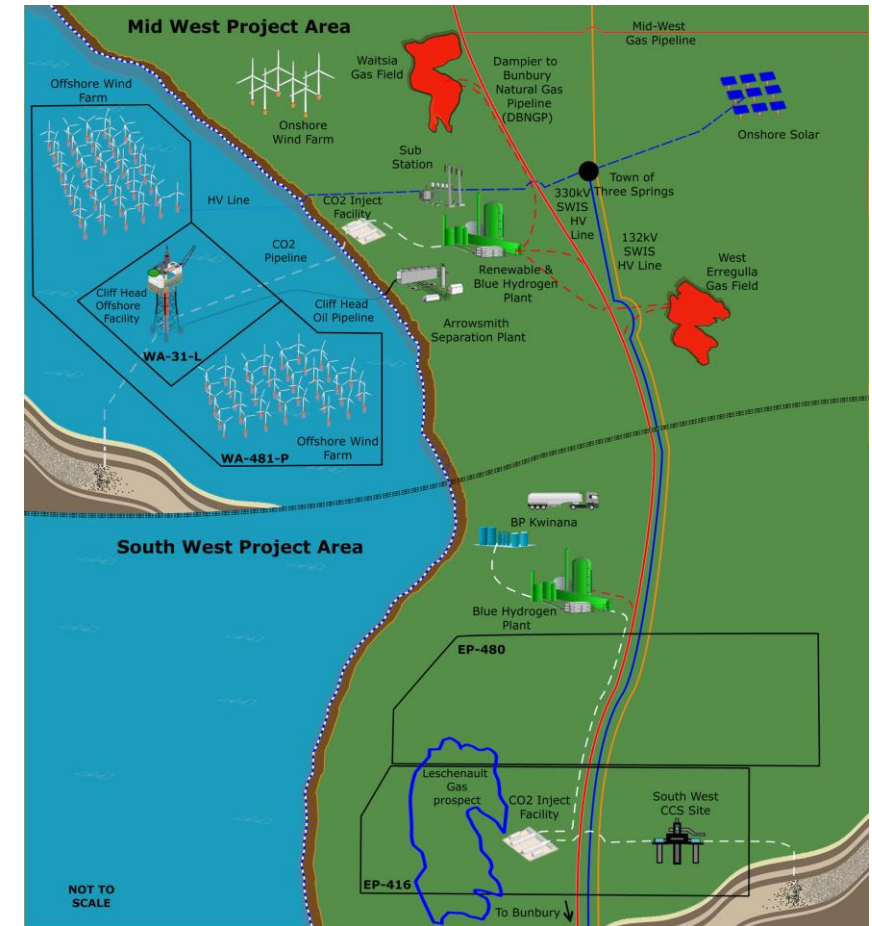 Mid West Project Area
Mid-West
Gas Pipeline
Waitsia
Gas Field
Dampier to
Bunbury
Natural Gas
Pipeline
(DBNGP)
Offshore Wind
Farm
Onshore
Wind Farm
Onshore Solar
Sub
Station
Town of
Three Springs
HV Line
CO2 Inject
Facility
330kV
SWIS
HV
Line
132kV
SWIS
HV Line
West
Erregulla
Gas Field
CO2
Pipeline
Renewable &
Blue Hydrogen
Plant
Cliff Head
Offshore
Facility
Cliff Head
Oil Pipeline
Arrowsmith
Separation Plant
WA-31-L
Offshore Wind
Farm
WA-481-P
South West Project Area
BP Kwinana
Blue Hydrogen
Plant
EP-480
Leschenault
Gas
prospect
CO2 Inject
Facility
South West
CCS Site
EP-416
NOT TO
SCALE
To Bunbury